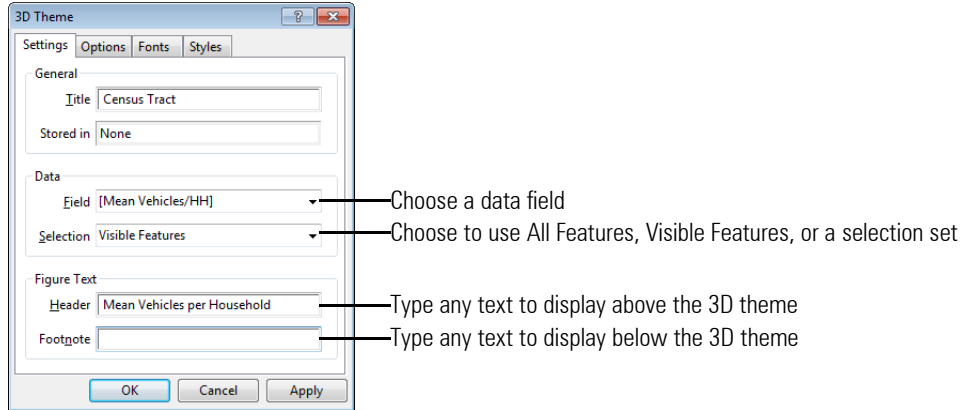 3D Theme
Settings Options Fonts Styles
General
Title Census Tract
Stored in None
Data
Field [Mean Vehicles/HH] Choose a data field
Selection Visible Features Choose to use All Features, Visible Features, or a selection set
Figure Text
Header Mean Vehicles per Household Type any text to display above the 3D theme
Footnote Type any text to display below the 3D theme
OK Cancel Apply